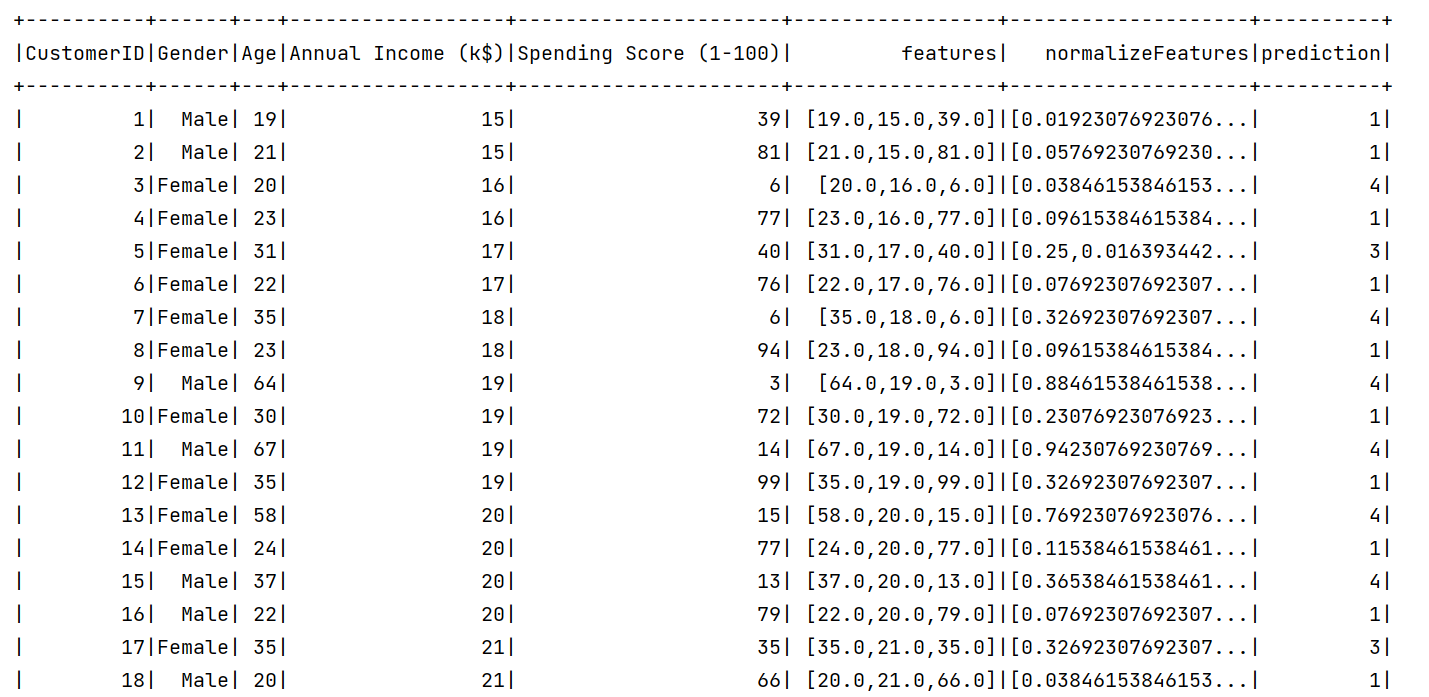 +----------+------+---+------------------+----------------------+-----------------+--------------------+----------+
|CustomerID|Gender|Age|Annual Income (k$)|Spending Score (1-100)|         features|   normalizeFeatures|prediction|
+----------+------+---+------------------+----------------------+-----------------+--------------------+----------+
|         1|  Male| 19|                15|                    39| [19.0,15.0,39.0]|[0.01923076923076...|         1|
|         2|  Male| 21|                15|                    81| [21.0,15.0,81.0]|[0.05769230769230...|         1|
|         3|Female| 20|                16|                     6|  [20.0,16.0,6.0]|[0.03846153846153...|         4|
|         4|Female| 23|                16|                    77| [23.0,16.0,77.0]|[0.09615384615384...|         1|
|         5|Female| 31|                17|                    40| [31.0,17.0,40.0]|[0.25,0.016393442...|         3|
|         6|Female| 22|                17|                    76| [22.0,17.0,76.0]|[0.07692307692307...|         1|
|         7|Female| 35|                18|                     6|  [35.0,18.0,6.0]|[0.32692307692307...|         4|
|         8|Female| 23|                18|                    94| [23.0,18.0,94.0]|[0.09615384615384...|         1|
|         9|  Male| 64|                19|                     3|  [64.0,19.0,3.0]|[0.88461538461538...|         4|
|        10|Female| 30|                19|                    72| [30.0,19.0,72.0]|[0.23076923076923...|         1|
|        11|  Male| 67|                19|                    14| [67.0,19.0,14.0]|[0.94230769230769...|         4|
|        12|Female| 35|                19|                    99| [35.0,19.0,99.0]|[0.32692307692307...|         1|
|        13|Female| 58|                20|                    15| [58.0,20.0,15.0]|[0.76923076923076...|         4|
|        14|Female| 24|                20|                    77| [24.0,20.0,77.0]|[0.11538461538461...|         1|
|        15|  Male| 37|                20|                    13| [37.0,20.0,13.0]|[0.36538461538461...|         4|
|        16|  Male| 22|                20|                    79| [22.0,20.0,79.0]|[0.07692307692307...|         1|
|        17|Female| 35|                21|                    35| [35.0,21.0,35.0]|[0.32692307692307...|         3|
|        18|  Male| 20|                21|                    66| [20.0,21.0,66.0]|[0.03846153846153...|         1|